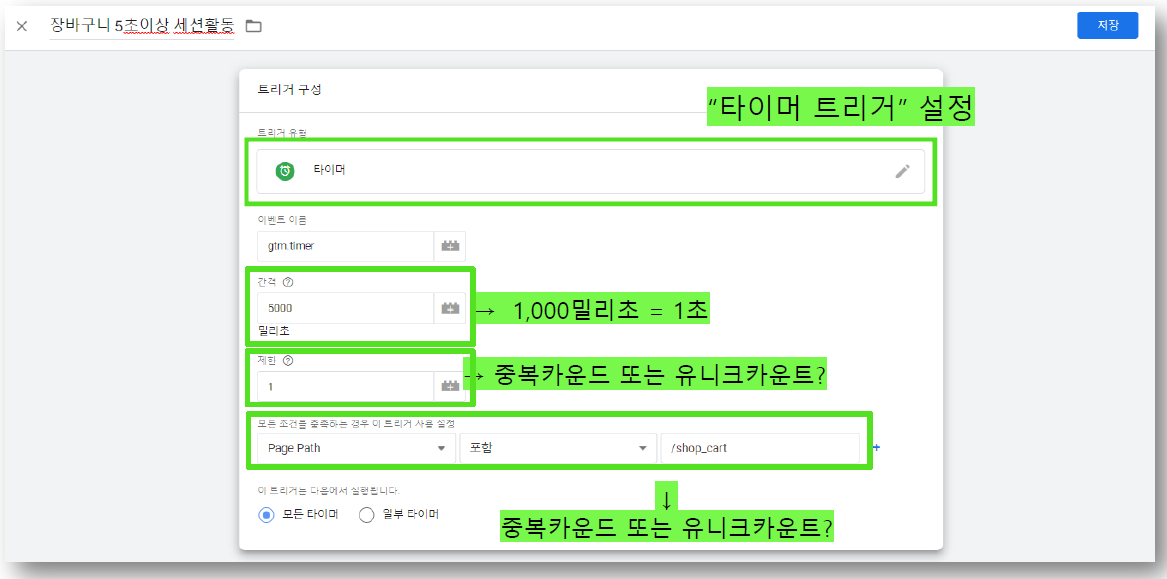 장바구니 5초이상 세션활동
저장
트리거 구성
“타이머 트리거” 설정
트리거 유형
타이머
이벤트 이름
gtm.timer
간격
5000
→ 1,000밀리초 = 1초
밀리초
제한
1
→ 중복카운드 또는 유니크카운트?
모든 조건을 충족하는 경우 이 트리거 사용 설정
Page Path 포함 /shop_cart +
이 트리거는 다음에서 실행됩니다.
모든 타이머 일부 타이머
↓
중복카운드 또는 유니크카운트?